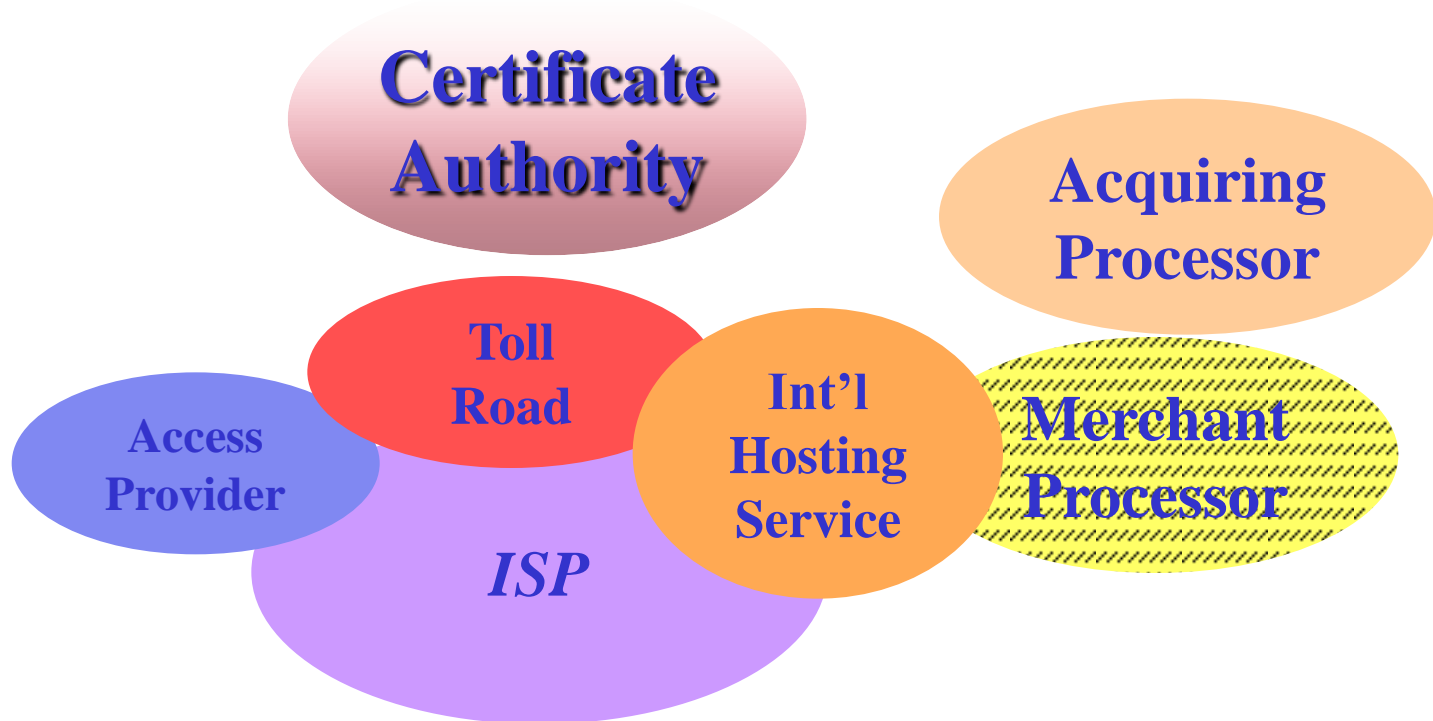 Certificate
Authority
Acquiring
Processor
Toll
Road
Int’l
Hosting
Service
Merchant
Processor
Access
Provider
ISP